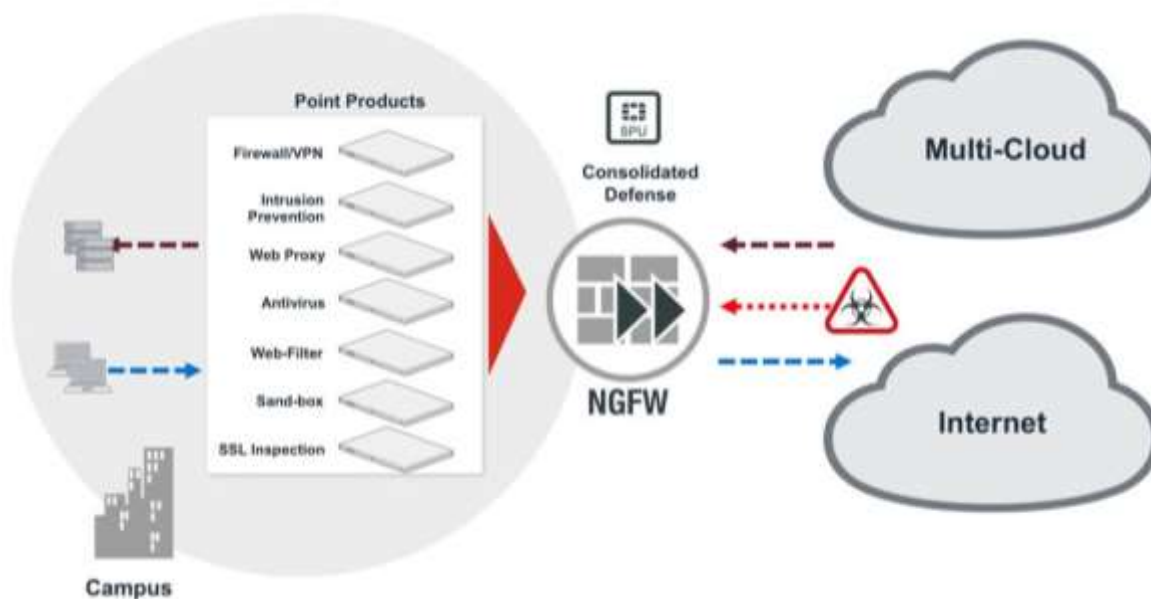 Point Products
Firewall/VPN
Intrusion
Prevention
Web Proxy
Antivirus
Web-Filter
Sand-box
SSL Inspection
Campus
SPU
Consolidated
Defense
NGFW
Multi-Cloud
Internet